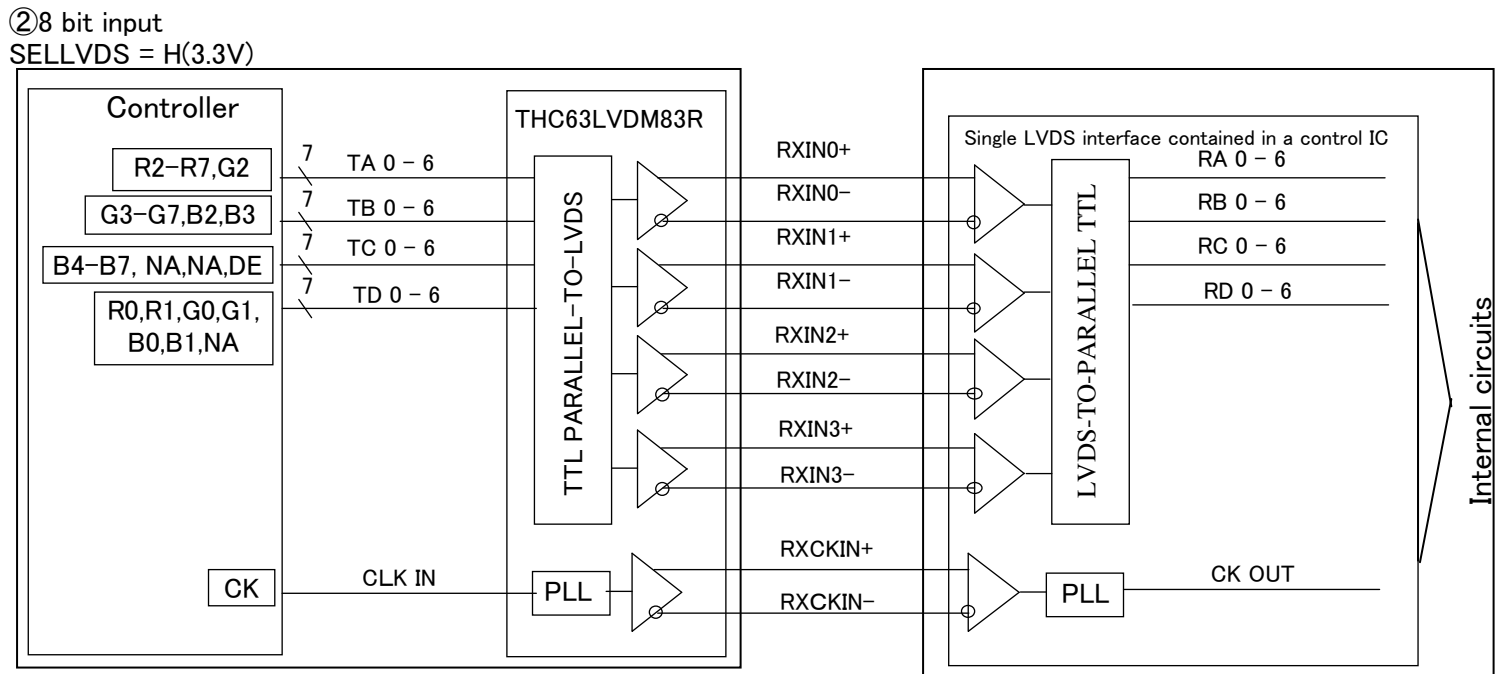 ②8 bit input
SELLVDS = H(3.3V)
Controller
R2-R7,G2
G3-G7,B2,B3
B4-B7, NA,NA,DE
R0,R1,G0,G1,
B0,B1,NA
CK
7
TA 0 - 6
7
TB 0 - 6
7
TC 0 - 6
7
TD 0 - 6
CLK IN
THC63LVDM83R
TTL PARALLEL-TO-LVDS
PLL
RXIN0+
RXIN0-
RXIN1+
RXIN1-
RXIN2+
RXIN2-
RXIN3+
RXIN3-
RXCKIN+
RXCKIN-
Single LVDS interface contained in a control IC
LVDS-TO-PARALLEL TTL
PLL
RA 0 - 6
RB 0 - 6
RC 0 - 6
RD 0 - 6
CK OUT
Internal circuits